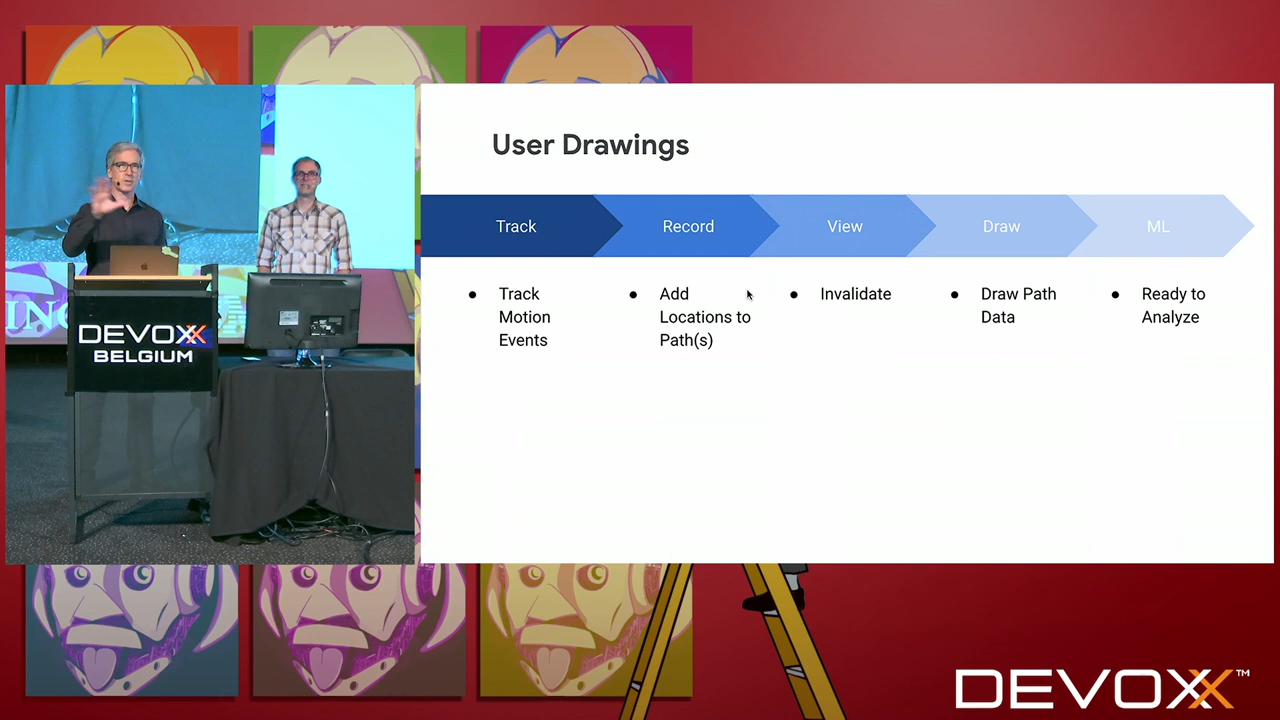 User Drawings
Track
Record
View
Draw
ML
● Track
Motion
Events
● Add
Locations to
Path(s)
● Invalidate
● Draw Path
Data
● Ready to
Analyze
ING
DEVOXX
BELGIUM
DEVOXX™